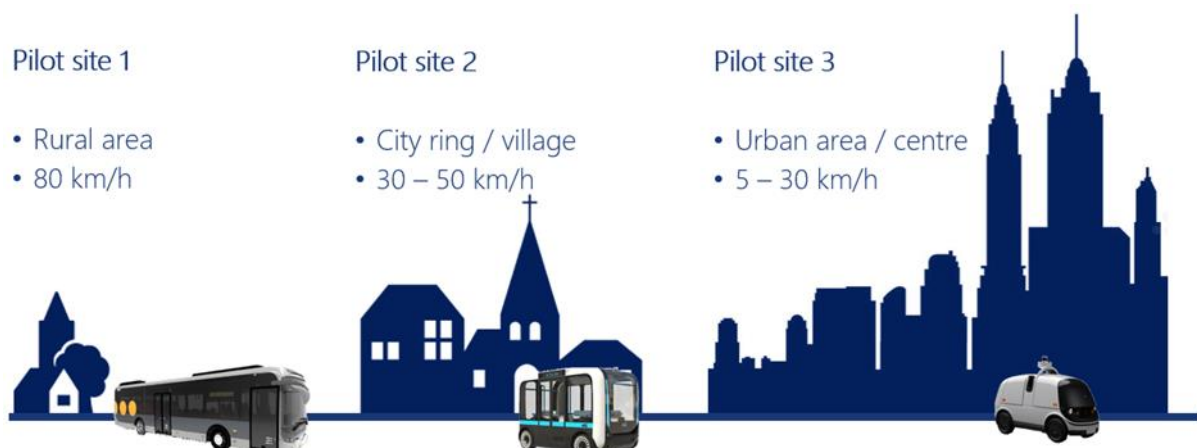 Pilot site 1
• Rural area
• 80 km/h
Pilot site 2
• City ring / village
• 30 – 50 km/h
Pilot site 3
• Urban area / centre
• 5 – 30 km/h